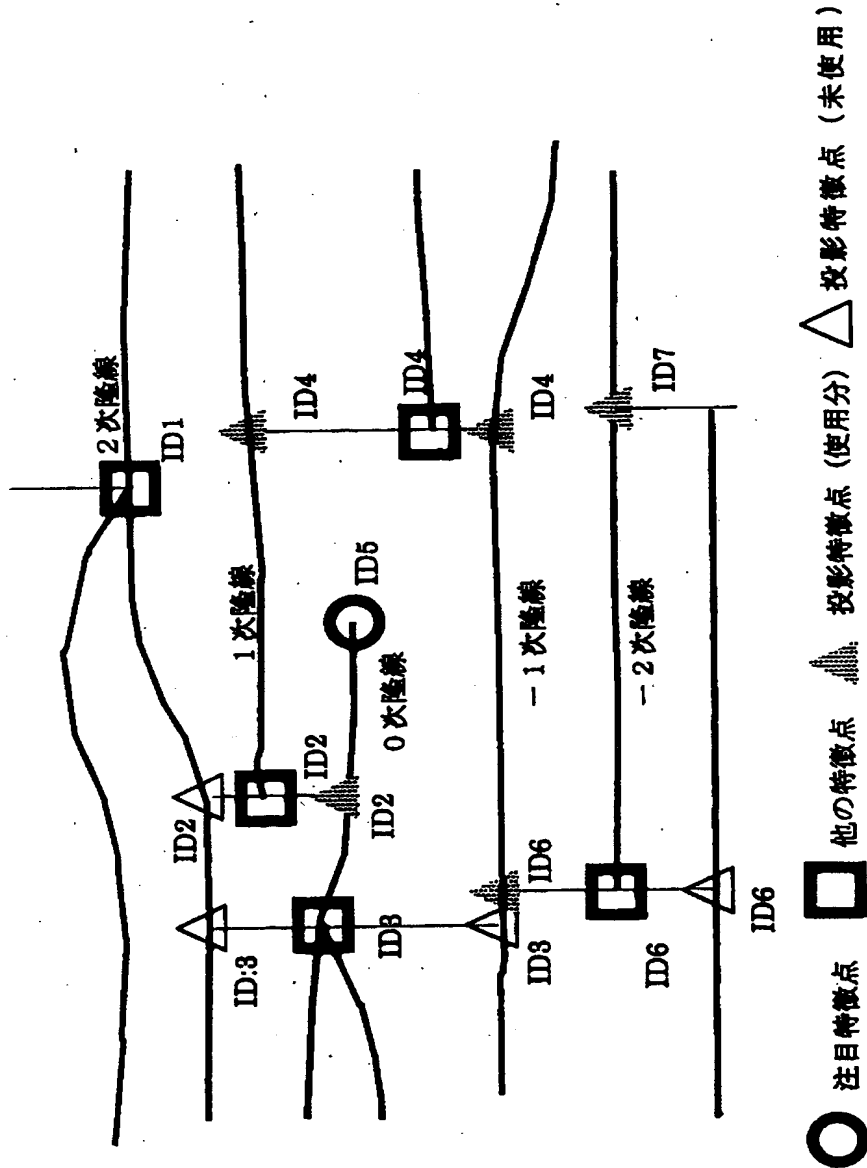 2次隆線
ID1
1次隆線
ID4
ID4
ID4
ID5
0次隆線
ID2
ID2
ID2
ID:3
ID3
ID3
－1次隆線
－2次隆線
ID7
ID6
ID6
ID6
注目特徴点
他の特徴点
投影特徴点（使用分）
投影特徴点（未使用）